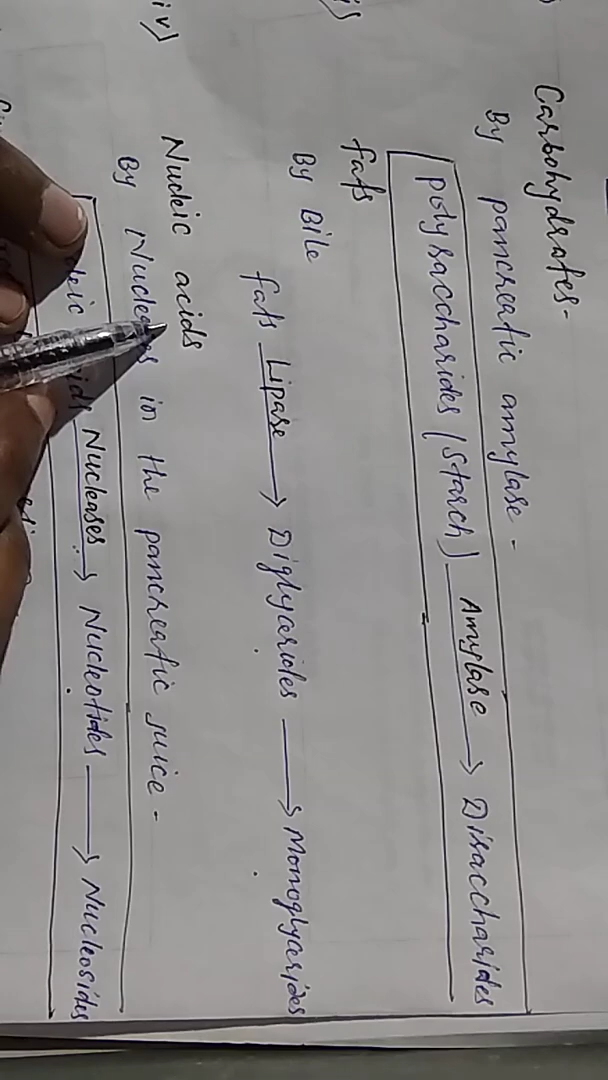 Carbohydrates-
By pancreatic amylase -
Polysaccharides (Starch) Amylase → Disaccharides
fats
By Bile
fats Lipase → Diglycerides → Monoglycerides
iv)
Nucleic acids
By in the pancreatic juice -
Nucleases → Nucleotides → Nucleosides